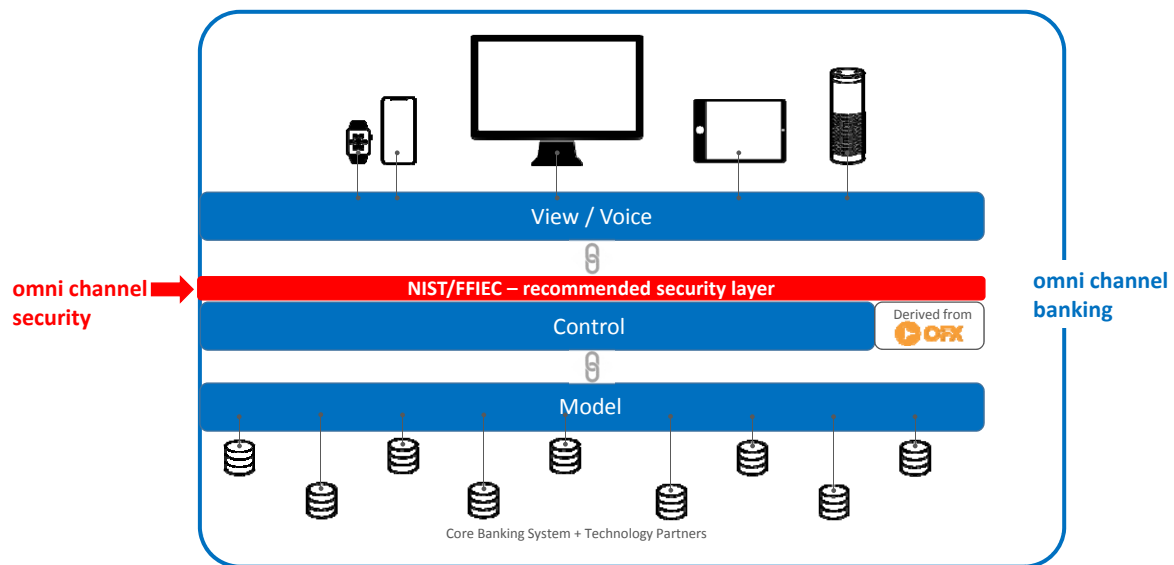 View / Voice
omni channel
security
NIST/FFIEC – recommended security layer
omni channel
banking
Control
Derived from
OFX
Model
Core Banking System + Technology Partners